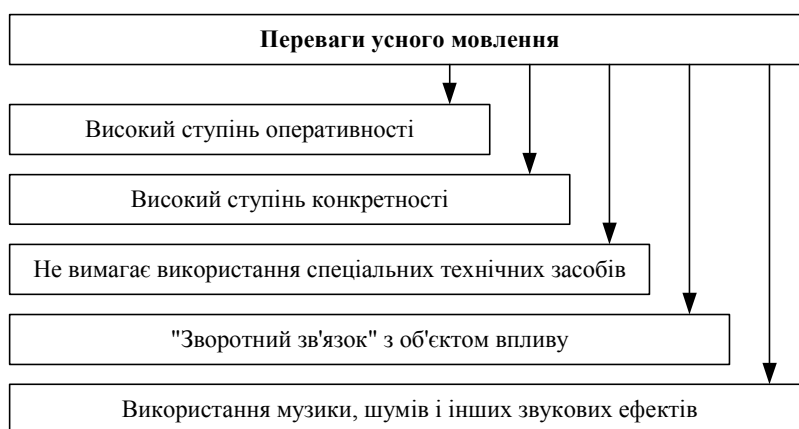 Переваги усного мовлення
Високий ступінь оперативності
Високий ступінь конкретності
Не вимагає використання спеціальних технічних засобів
"Зворотний зв'язок" з об'єктом впливу
Використання музики, шумів і інших звукових ефектів